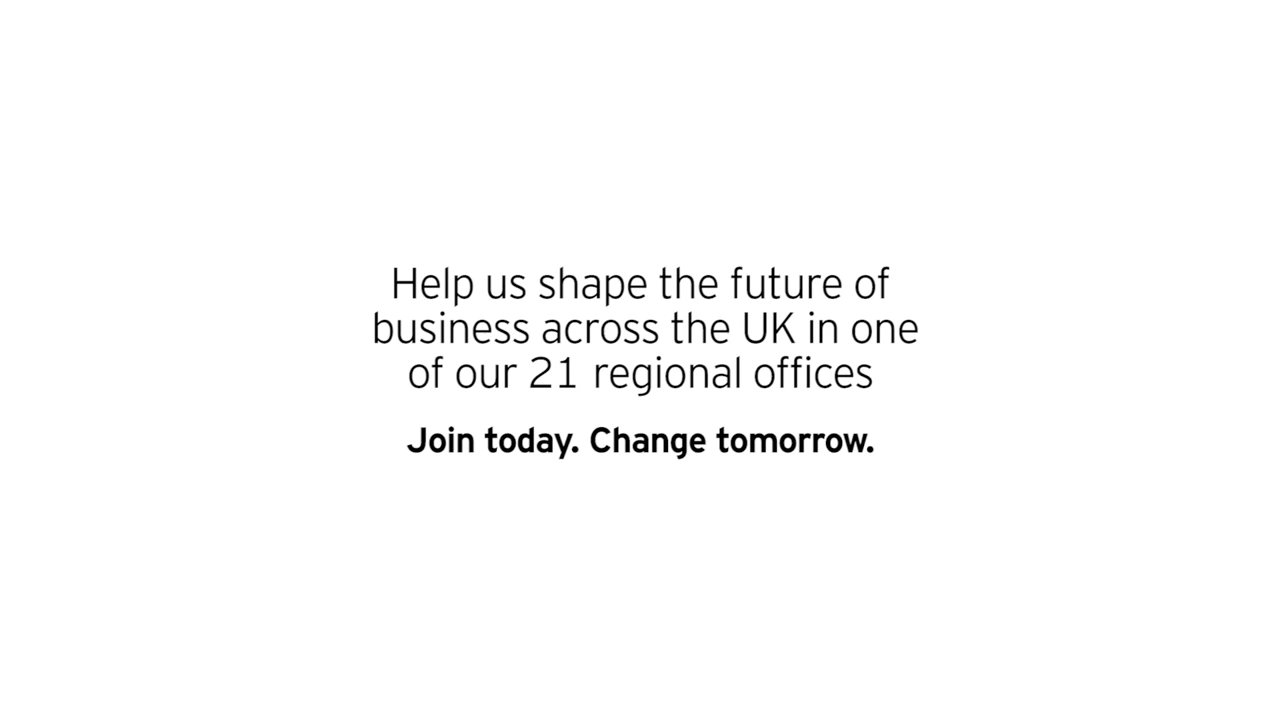 Help us shape the future of
business across the UK in one
of our 21 regional offices
Join today. Change tomorrow.